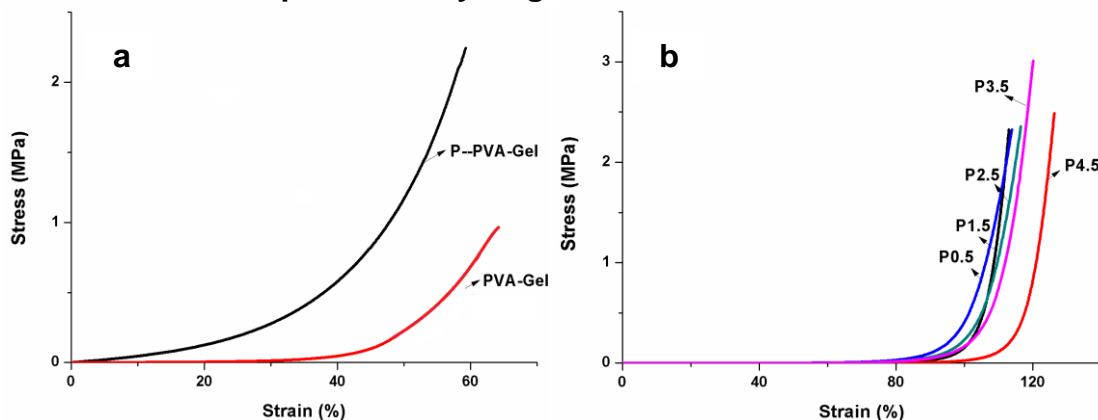 a
P--PVA-Gel
PVA-Gel
Stress (MPa)
0
1
2
0 20 40 60
Strain (%)
b
P3.5
P4.5
P2.5
P1.5
P0.5
Stress (MPa)
0
1
2
3
0 40 80 120
Strain (%)